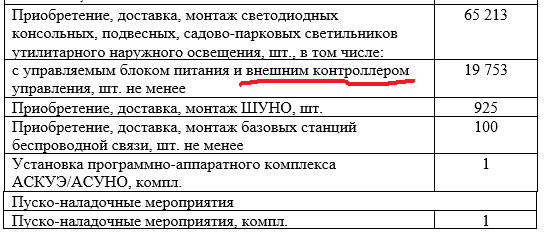 Приобретение, доставка, монтаж светодиодных 65 213
консольных, подвесных, садово-парковых светильников
утилитарного наружного освещения, шт., в том числе:
с управляемым блоком питания и внешним контроллером 19 753
управления, шт. не менее
Приобретение, доставка, монтаж ШУНО, шт. 925
Приобретение, доставка, монтаж базовых станций 100
беспроводной связи, шт. не менее
Установка программно-аппаратного комплекса 1
АСКУЭ/АСУНО, компл.
Пуско-наладочные мероприятия
Пуско-наладочные мероприятия, компл. 1